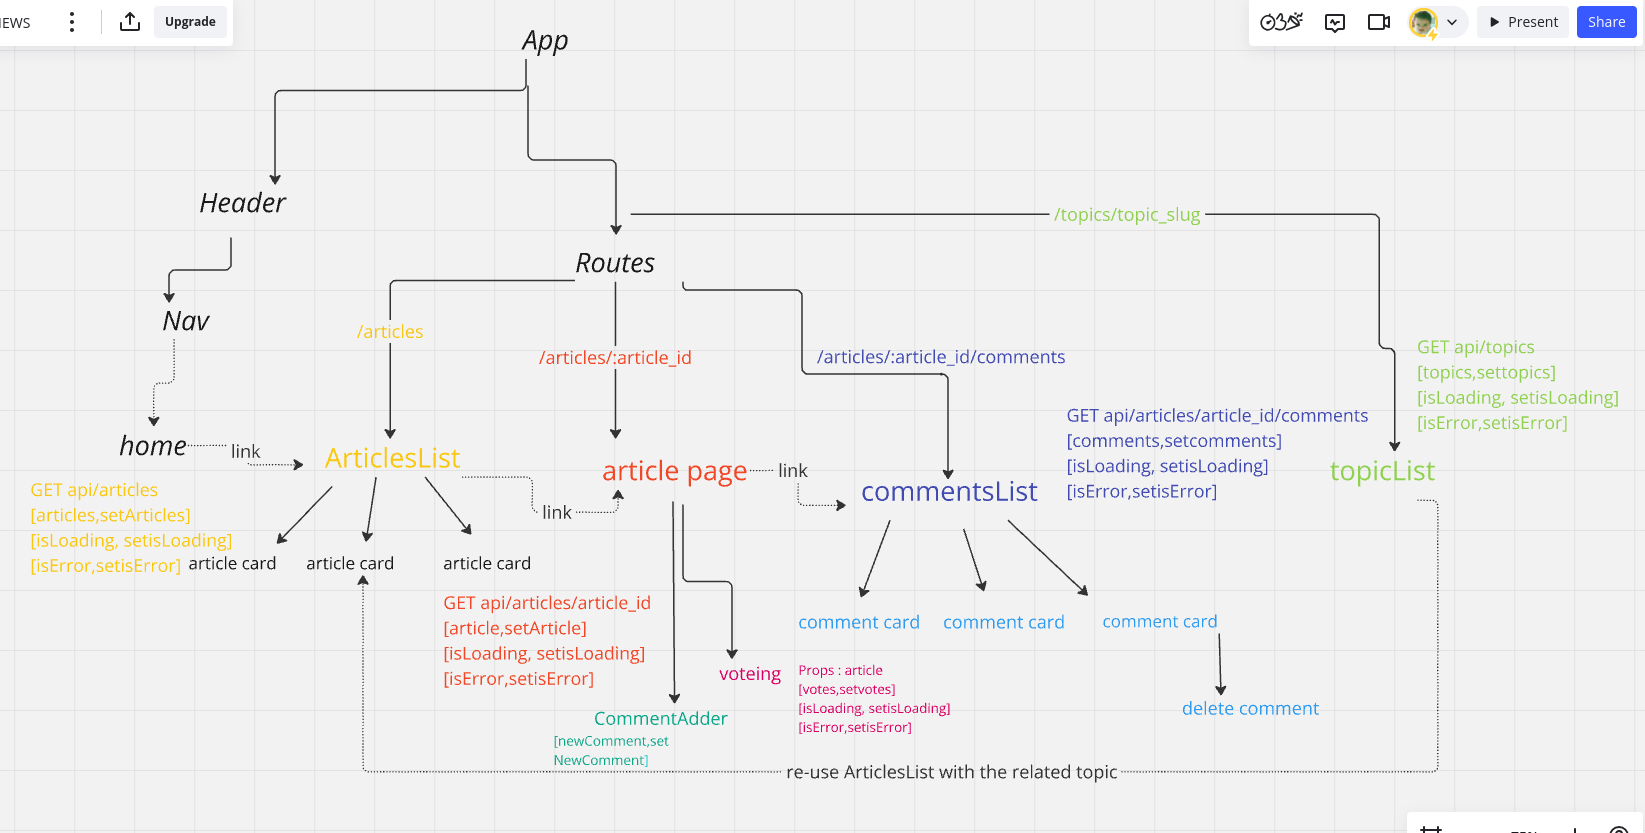 Upgrade
Present
Share
App
Header
/topics/topic_slug
Routes
Nav
/articles
/articles/:article_id
/articles/:article_id/comments
GET api/topics
[topics,settopics]
[isLoading, setisLoading]
[isError,setisError]
GET api/articles/article_id/comments
[comments,setcomments]
[isLoading, setisLoading]
[isError,setisError]
home
link
ArticlesList
article page
link
commentsList
topicList
GET api/articles
[articles,setArticles]
[isLoading, setisLoading]
[isError,setisError]
link
article card
article card
article card
GET api/articles/article_id
[article,setArticle]
[isLoading, setisLoading]
[isError,setisError]
comment card
comment card
comment card
voteing
Props : article
[votes,setvotes]
[isLoading, setisLoading]
[isError,setisError]
delete comment
CommentAdder
[newComment,set
NewComment]
re-use ArticlesList with the related topic